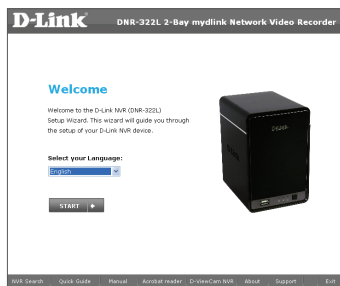 D-Link
DNR-322L 2-Bay mydlink Network Video Recorder
Welcome
Welcome to the D-Link NVR (DNR-322L)
Setup Wizard. This wizard will guide you through
the setup of your D-Link NVR device.
Select your Language:
English
START
D-Link
D-Link
NVR Search Quick Guide Manual Acrobat reader D-ViewCam NVR About Support Exit